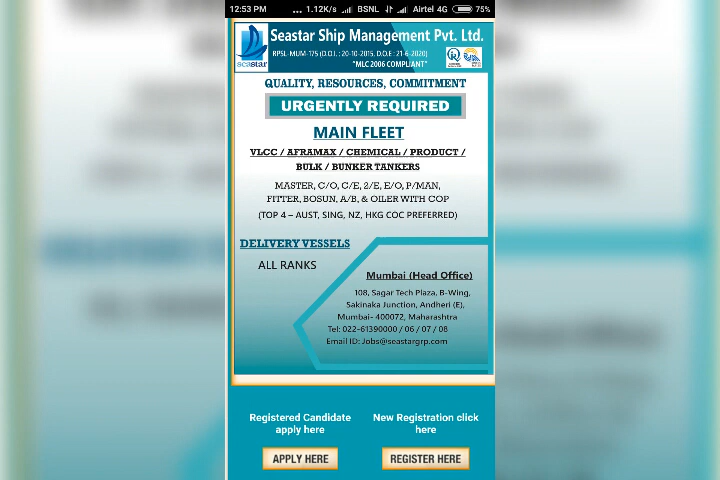 12:53 PM ... 1.12K/s BSNL Airtel 4G 75%
Seastar Ship Management Pvt. Ltd.
RPSL-MUM-175 (D.O.I. : 20-10-2015, D.O.E : 21-6-2020)
"MLC 2006 COMPLIANT"
seastar
QUALITY, RESOURCES, COMMITMENT
URGENTLY REQUIRED
MAIN FLEET
VLCC / AFRAMAX / CHEMICAL / PRODUCT /
BULK / BUNKER TANKERS
MASTER, C/O, C/E, 2/E, E/O, P/MAN,
FITTER, BOSUN, A/B, & OILER WITH COP
(TOP 4 – AUST, SING, NZ, HKG COC PREFERRED)
DELIVERY VESSELS
ALL RANKS
Mumbai (Head Office)
108, Sagar Tech Plaza, B-Wing,
Sakinaka Junction, Andheri (E),
Mumbai- 400072, Maharashtra
Tel: 022-61390000 / 06 / 07 / 08
Email ID: Jobs@seastargrp.com
Registered Candidate
apply here
APPLY HERE
New Registration click
here
REGISTER HERE